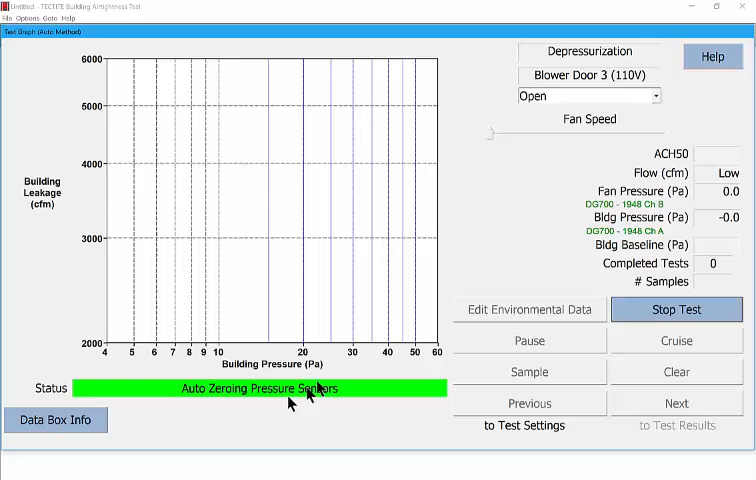 Untitled - TECTITE Building Airtightness Test
File Options Goto Help
Test Graph (Auto Method)
6000
5000
4000
3000
2000
Building
Leakage
(cfm)
4 5 6 7 8 9 10 20 30 40 50 60
Building Pressure (Pa)
Status
Auto Zeroing Pressure Sensors
Data Box Info
Depressurization
Blower Door 3 (110V)
Open
Fan Speed
Help
ACH50
Flow (cfm) Low
Fan Pressure (Pa) 0.0
DG700 - 1948 Ch B
Bldg Pressure (Pa) -0.0
DG700 - 1948 Ch A
Bldg Baseline (Pa)
Completed Tests 0
# Samples
Edit Environmental Data Stop Test
Pause Cruise
Sample Clear
Previous Next
to Test Settings to Test Results